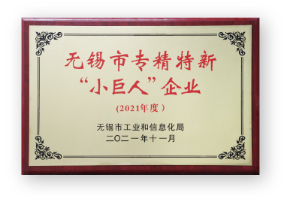 无锡市专精特新
“小巨人”企业
(2021年度)
无锡市工业和信息化局
二〇二一年十一月